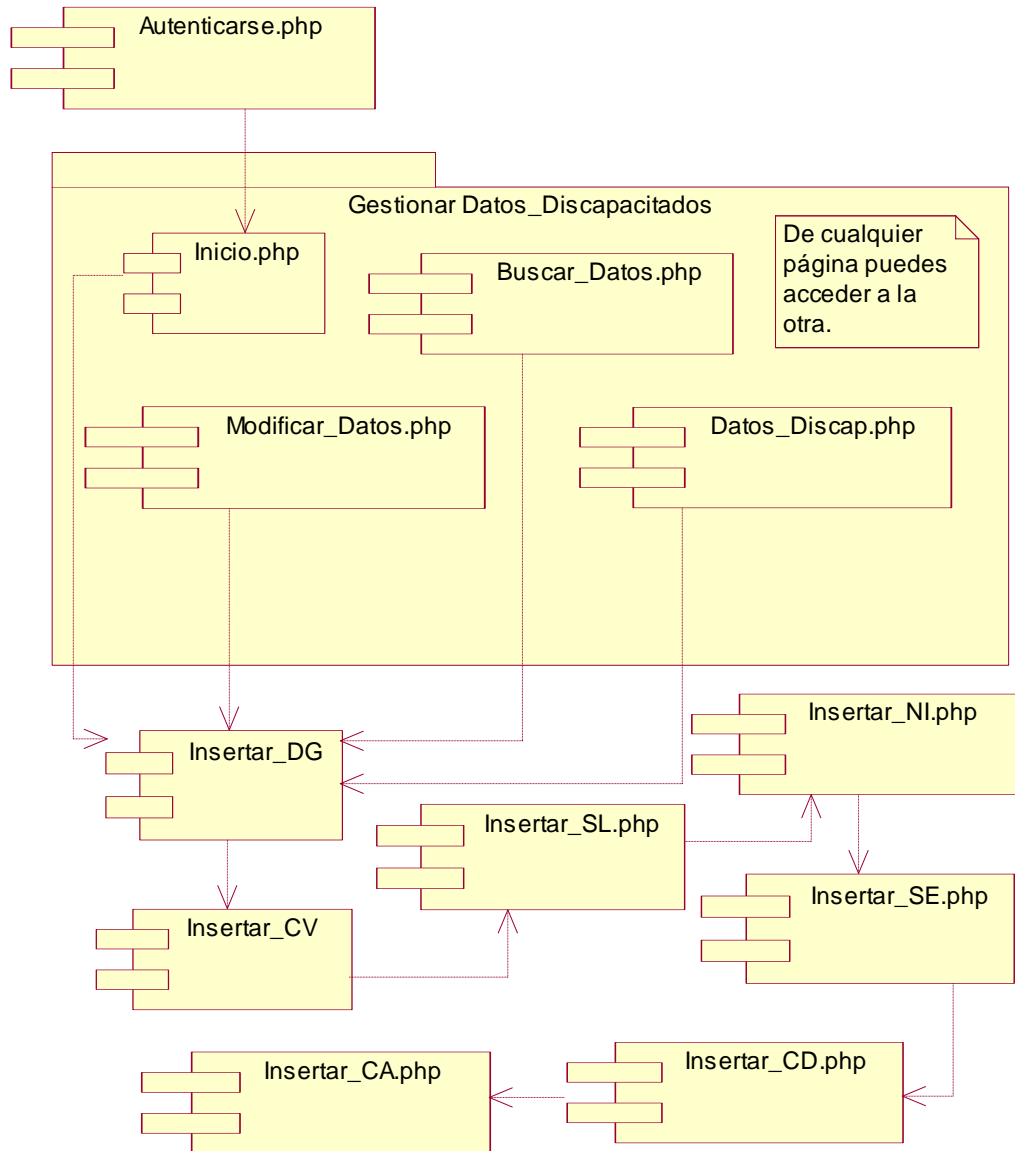 Autenticarse.php
Gestionar Datos_Discapacitados
Inicio.php
Buscar_Datos.php
De cualquier
página puedes
acceder a la
otra.
Modificar_Datos.php
Datos_Discap.php
Insertar_NI.php
Insertar_DG
Insertar_SL.php
Insertar_SE.php
Insertar_CV
Insertar_CD.php
Insertar_CA.php